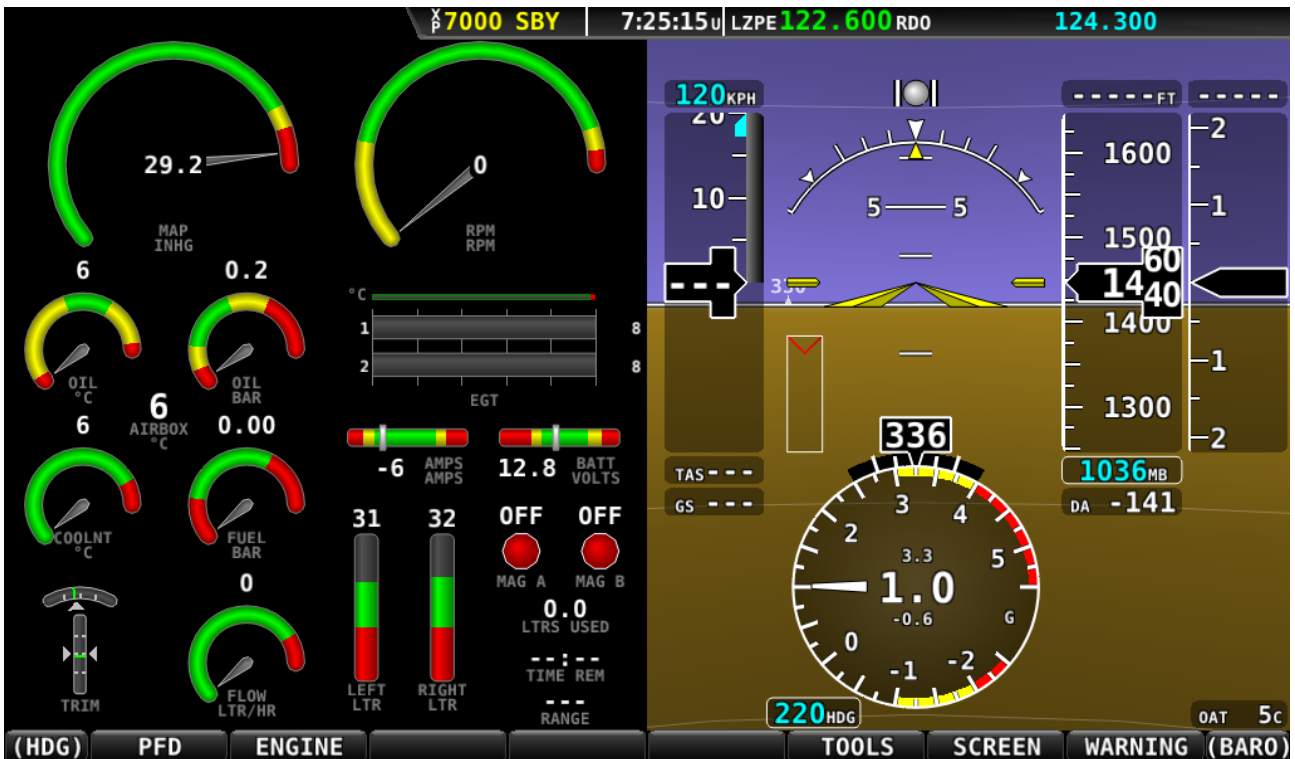 XP 7000 SBY 7:25:15U LZPE 122.600 RDO 124.300
29.2
MAP
INHG
0
RPM
RPM
6
OIL
°C
0.2
OIL
BAR
6
AIRBOX
°C
6
COOLNT
°C
0.00
FUEL
BAR
TRIM
0
FLOW
LTR/HR
°C
1 8
2 8
EGT
-6 AMPS
AMPS
12.8 BATT
VOLTS
31
LEFT
LTR
32
RIGHT
LTR
OFF OFF
MAG A MAG B
0.0
LTRS USED
--:--
TIME REM
---
RANGE
120KPH
20
10
---
TAS ---
GS ---
5 5
330
-----FT
1600
1500
14 60
40
1400
1300
1036MB
DA -141
-----
2
1
1
2
336
3
4
2
5
3.3
1.0
-0.6
G
0
-1
-2
220HDG
OAT 5C
(HDG) PFD ENGINE TOOLS SCREEN WARNING (BARO)